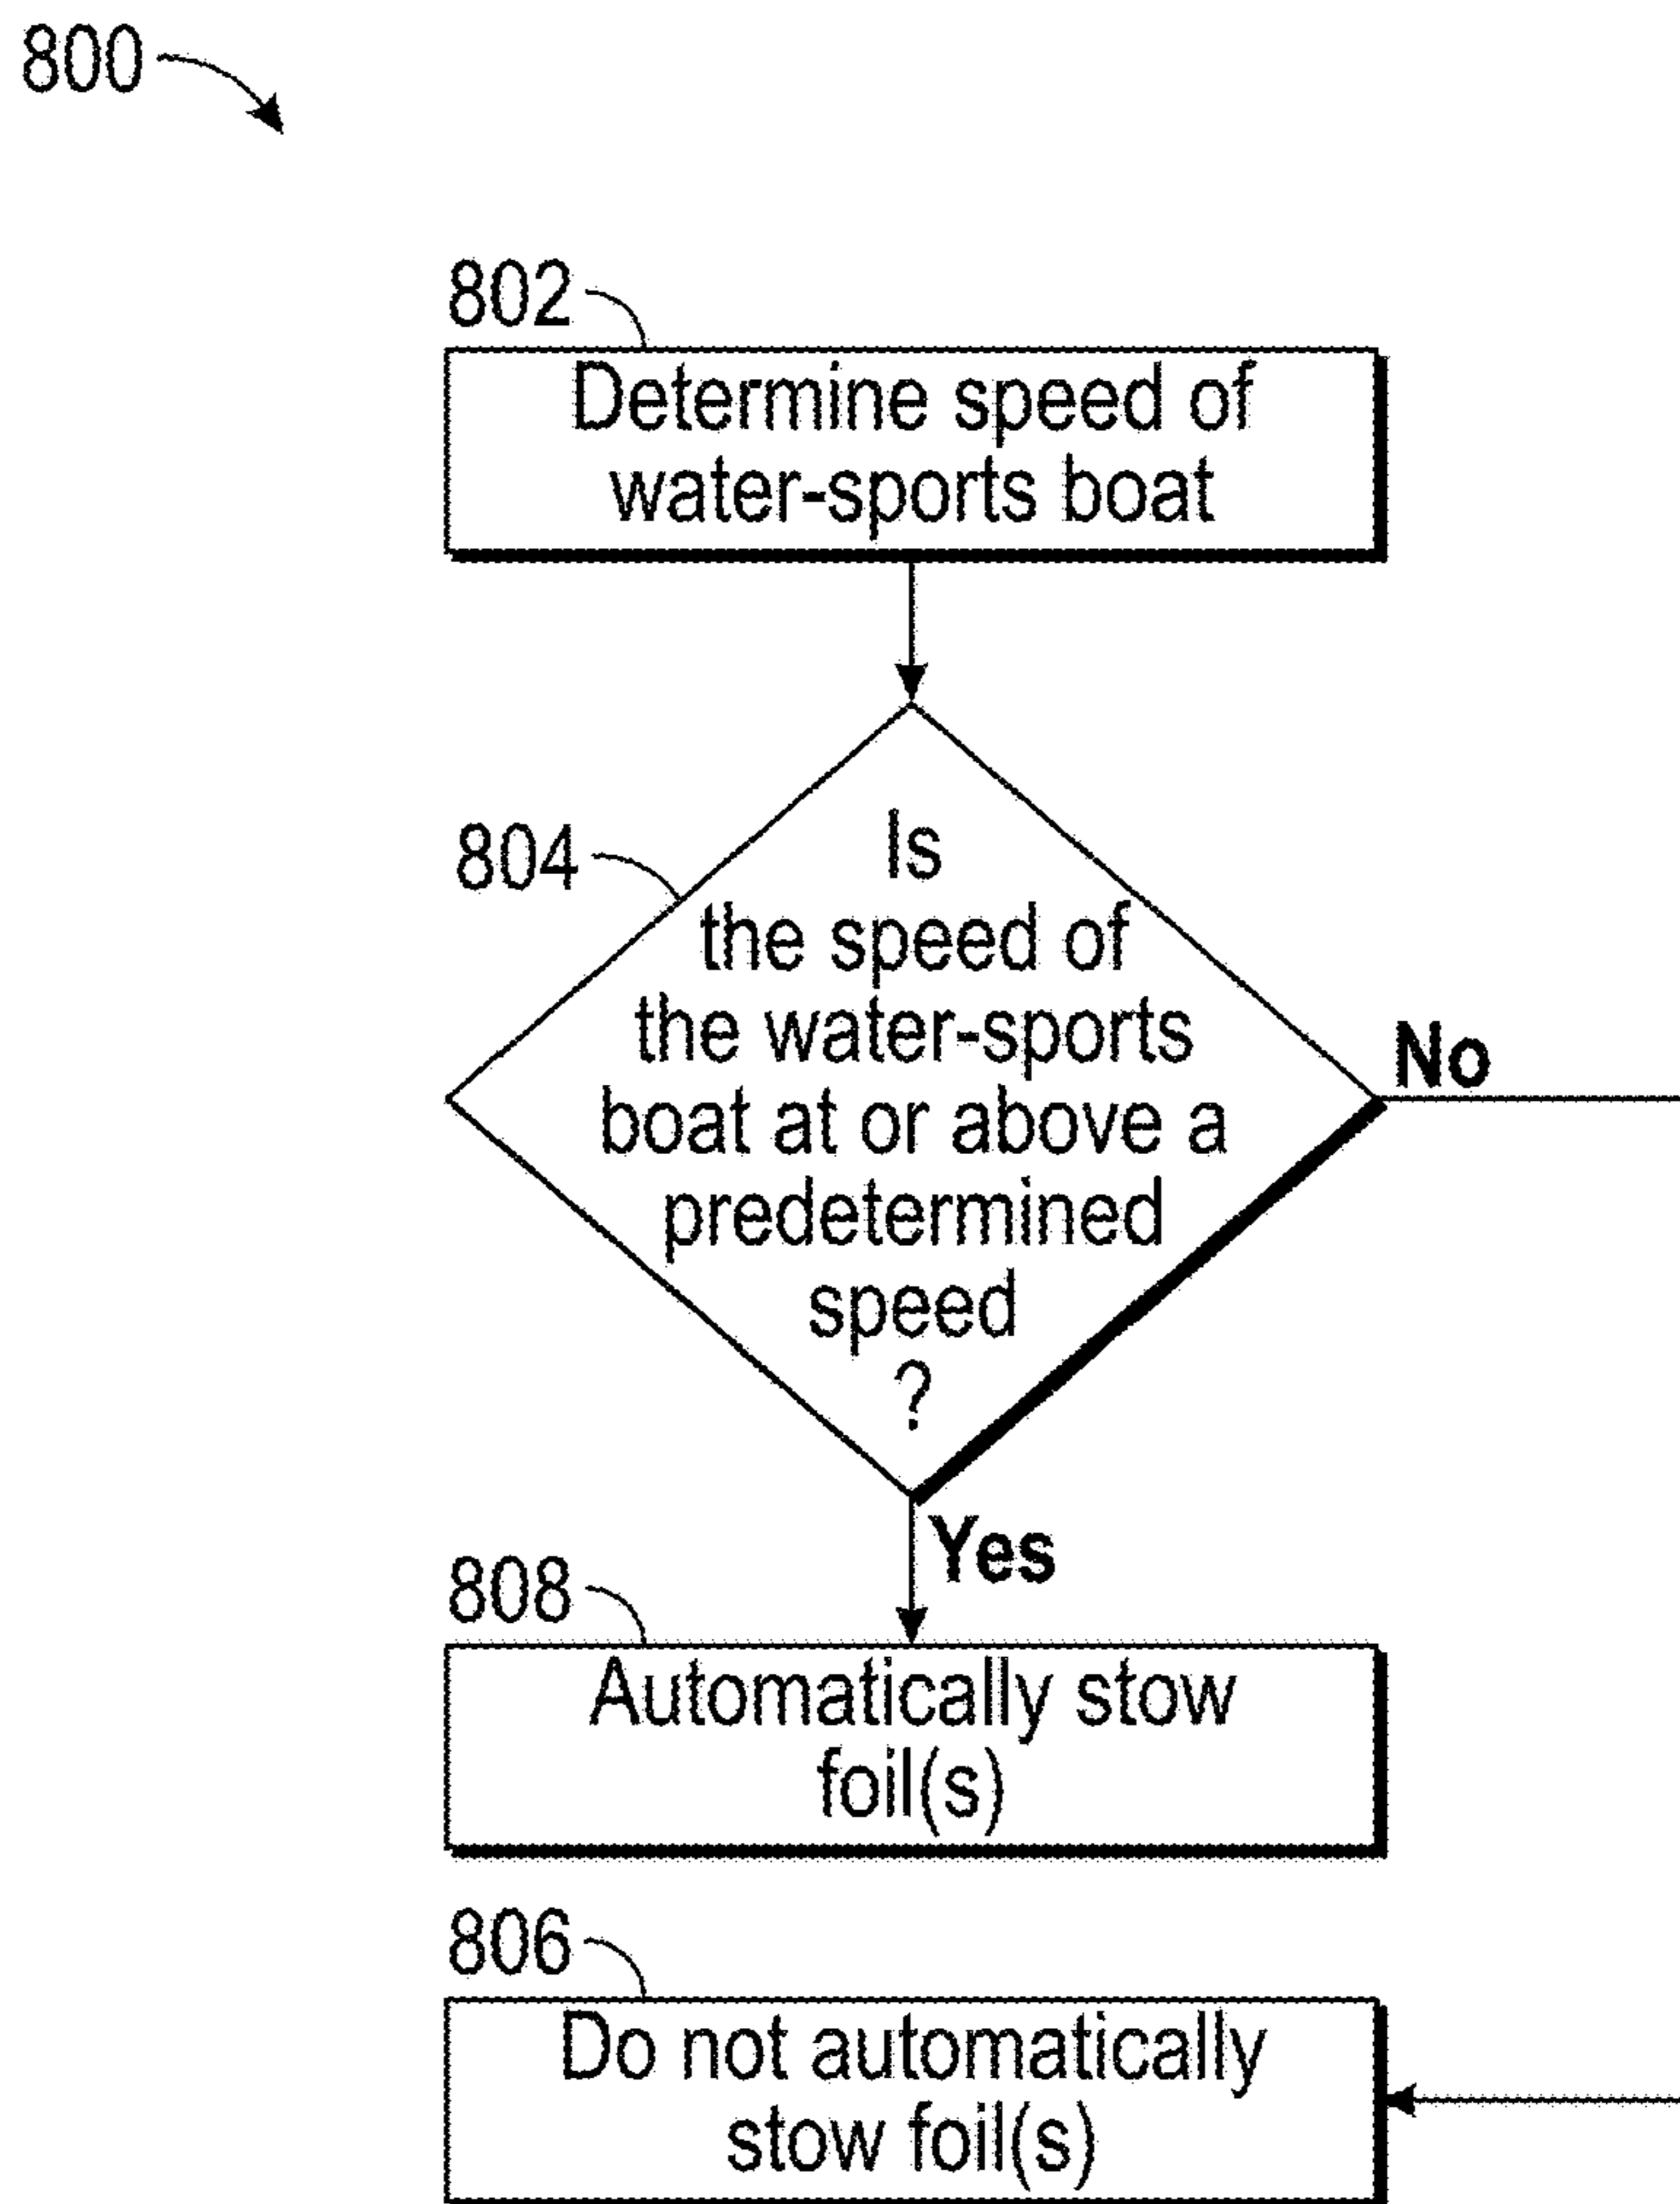 800
802
Determine speed of
water-sports boat
804
Is
the speed of
the water-sports
boat at or above a
predetermined
speed
?
No
Yes
808
Automatically stow
foil(s)
806
Do not automatically
stow foil(s)